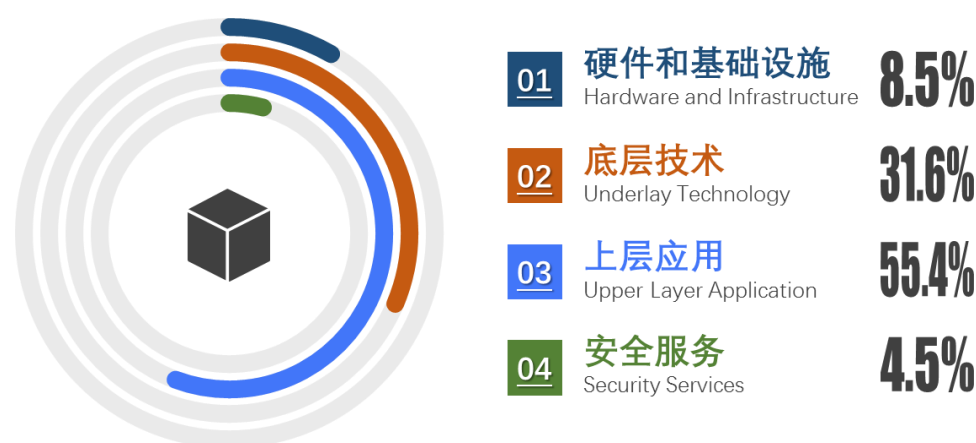 01
硬件和基础设施
Hardware and Infrastructure
8.5%
02
底层技术
Underlay Technology
31.6%
03
上层应用
Upper Layer Application
55.4%
04
安全服务
Security Services
4.5%